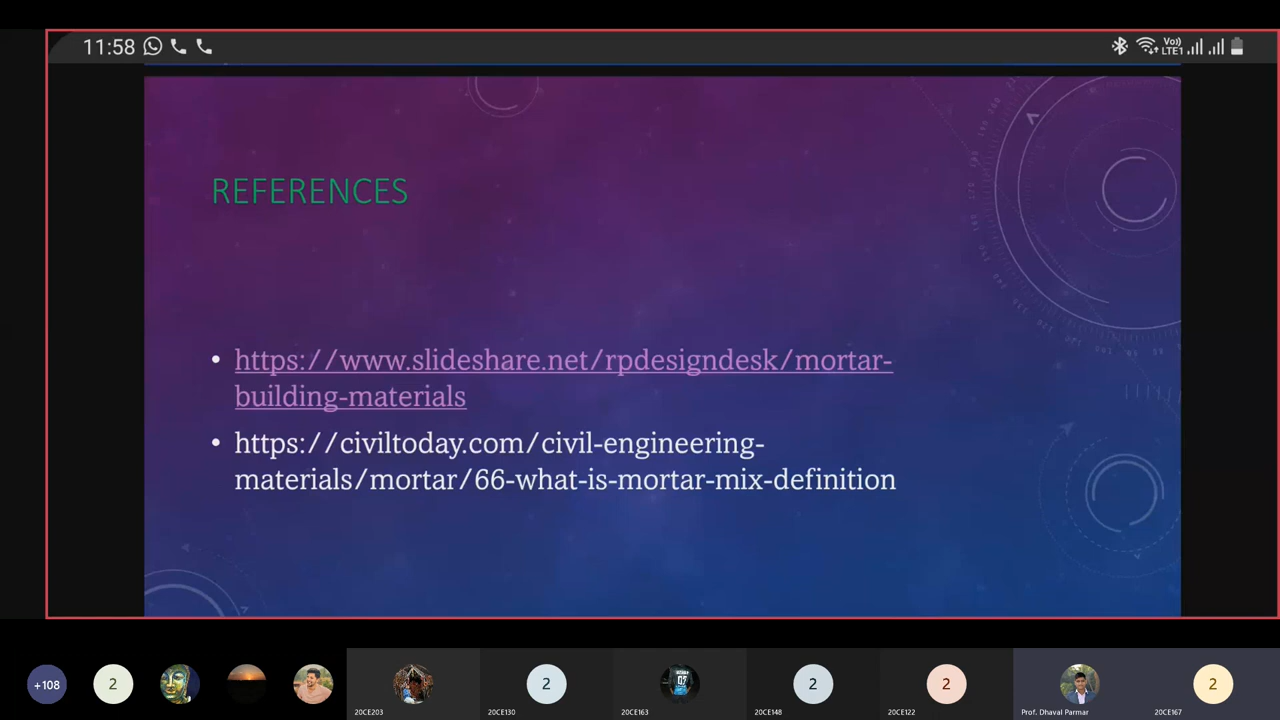 11:58
Vo)
LTE1
REFERENCES
• https://www.slideshare.net/rpdesigndesk/mortar-
building-materials
• https://civiltoday.com/civil-engineering-
materials/mortar/66-what-is-mortar-mix-definition
+108
2
2
2
2
2
20CE203
20CE130
20CE163
20CE148
20CE122
Prof. Dhaval Parmar
20CE167